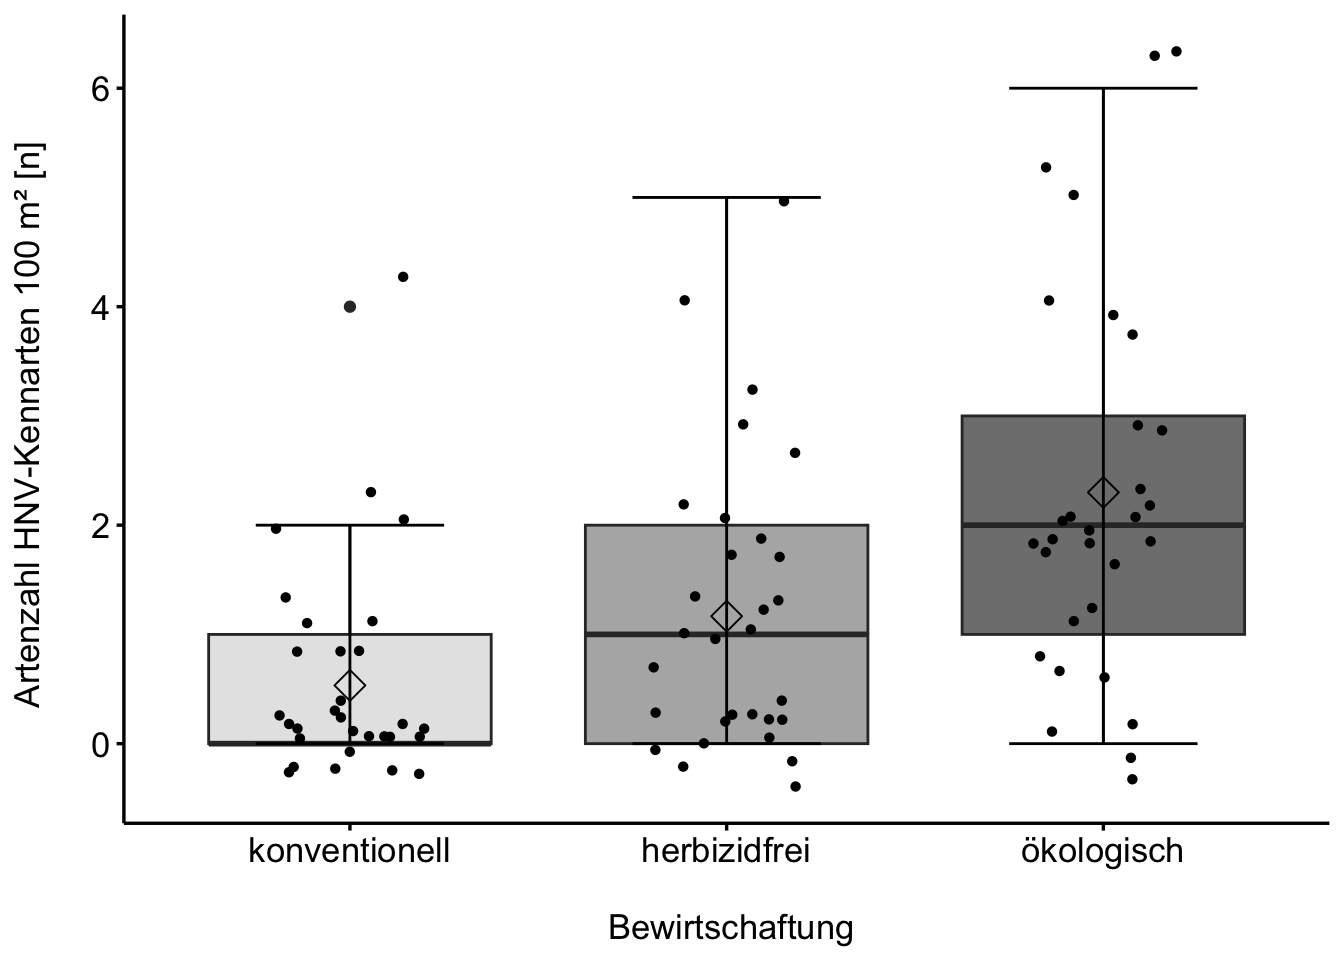 Artenzahl HNV-Kennarten 100 m² [n]
6
4
2
0
konventionell
herbizidfrei
ökologisch
Bewirtschaftung